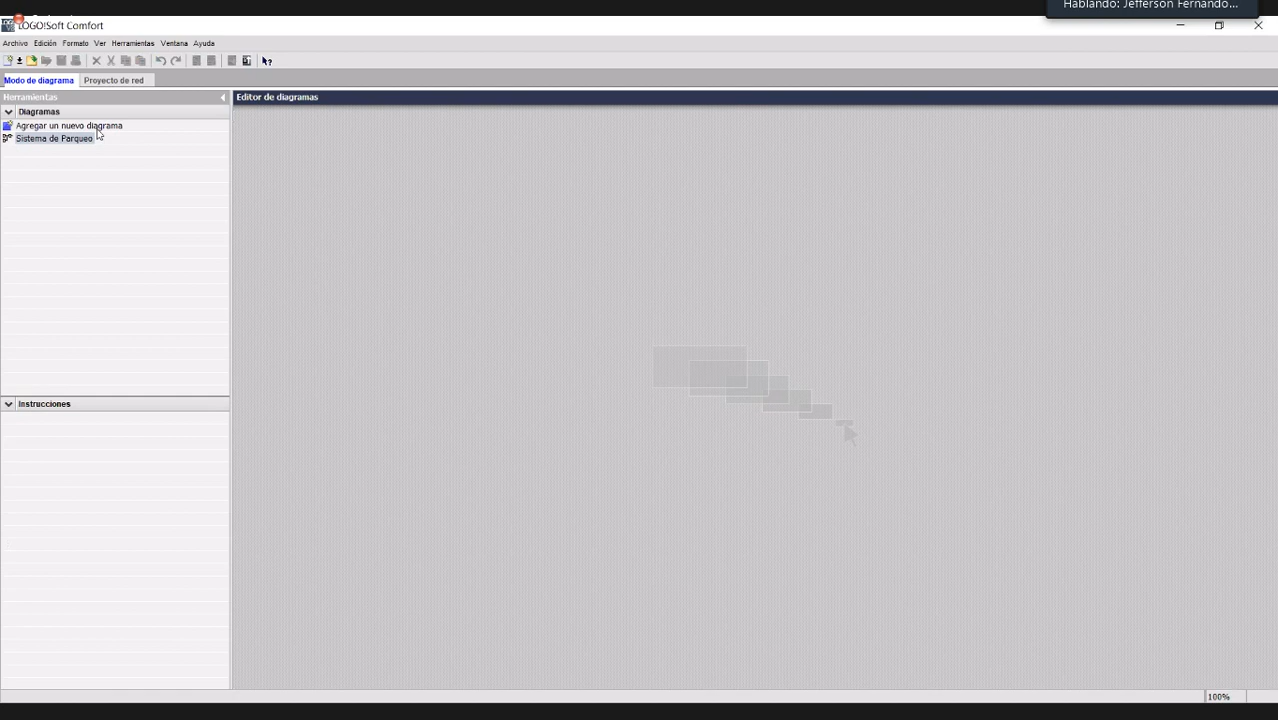 Hablando: Jefferson Fernando...
LOGO!Soft Comfort
Archivo Edición Formato Ver Herramientas Ventana Ayuda
Modo de diagrama Proyecto de red
Herramientas
Editor de diagramas
Diagramas
Agregar un nuevo diagrama
Sistema de Parqueo
Instrucciones
100%